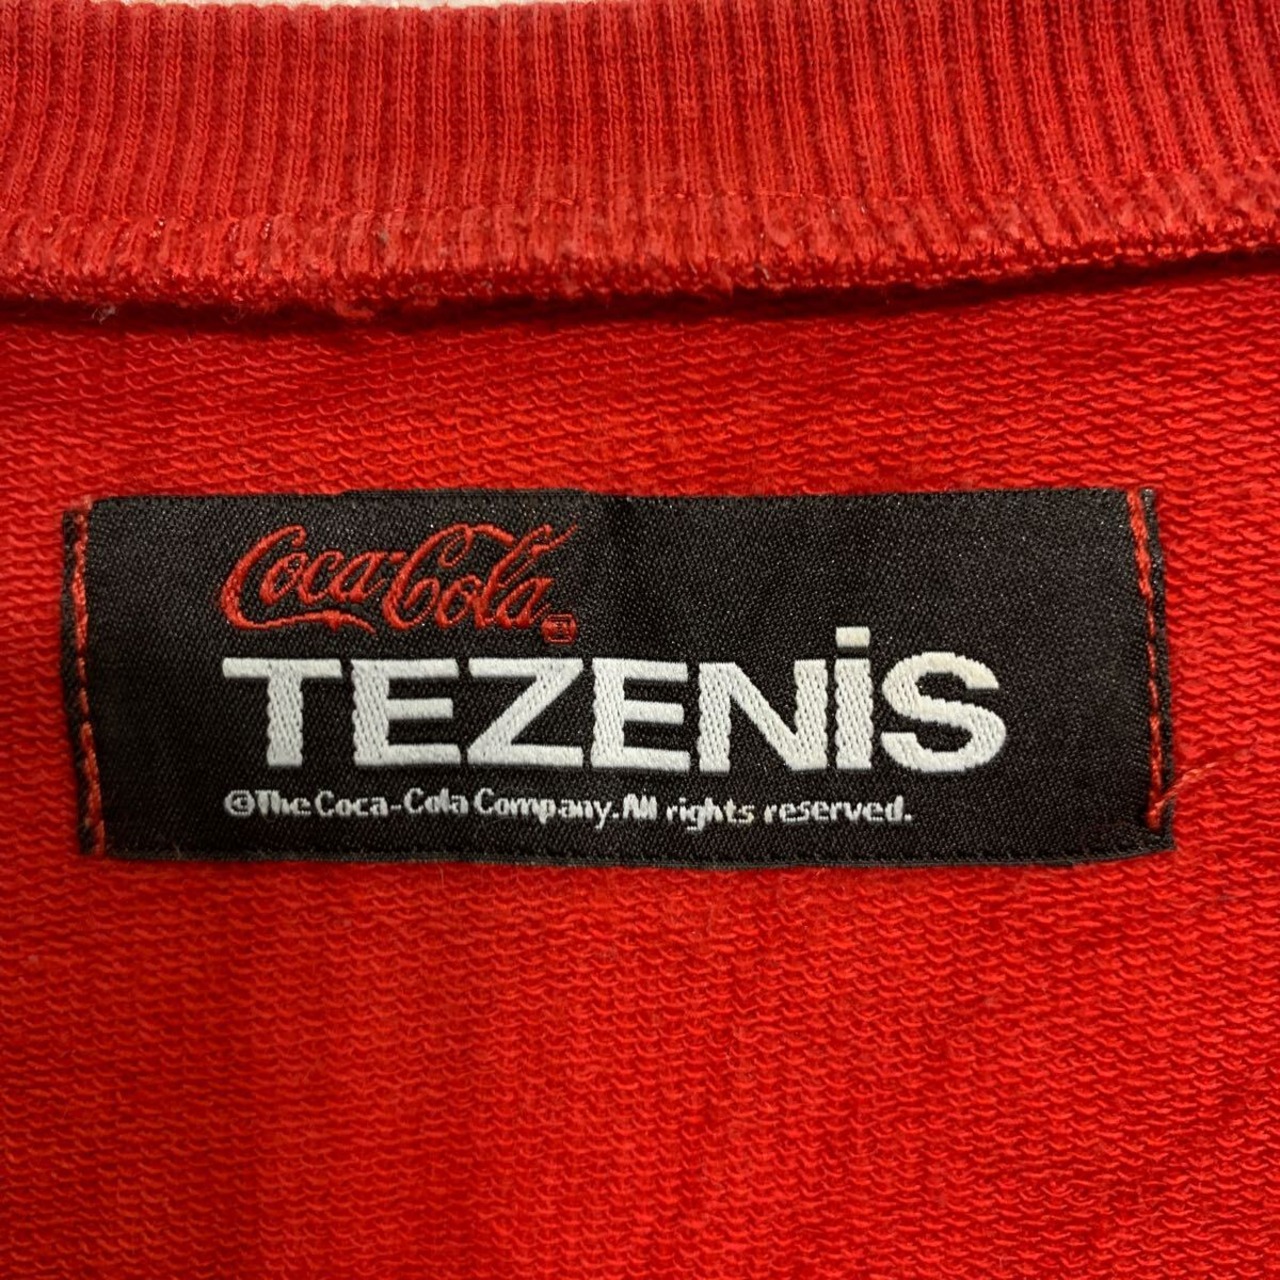 Coca-Cola®
TEZENiS
©The Coca-Cola Company. All rights reserved.